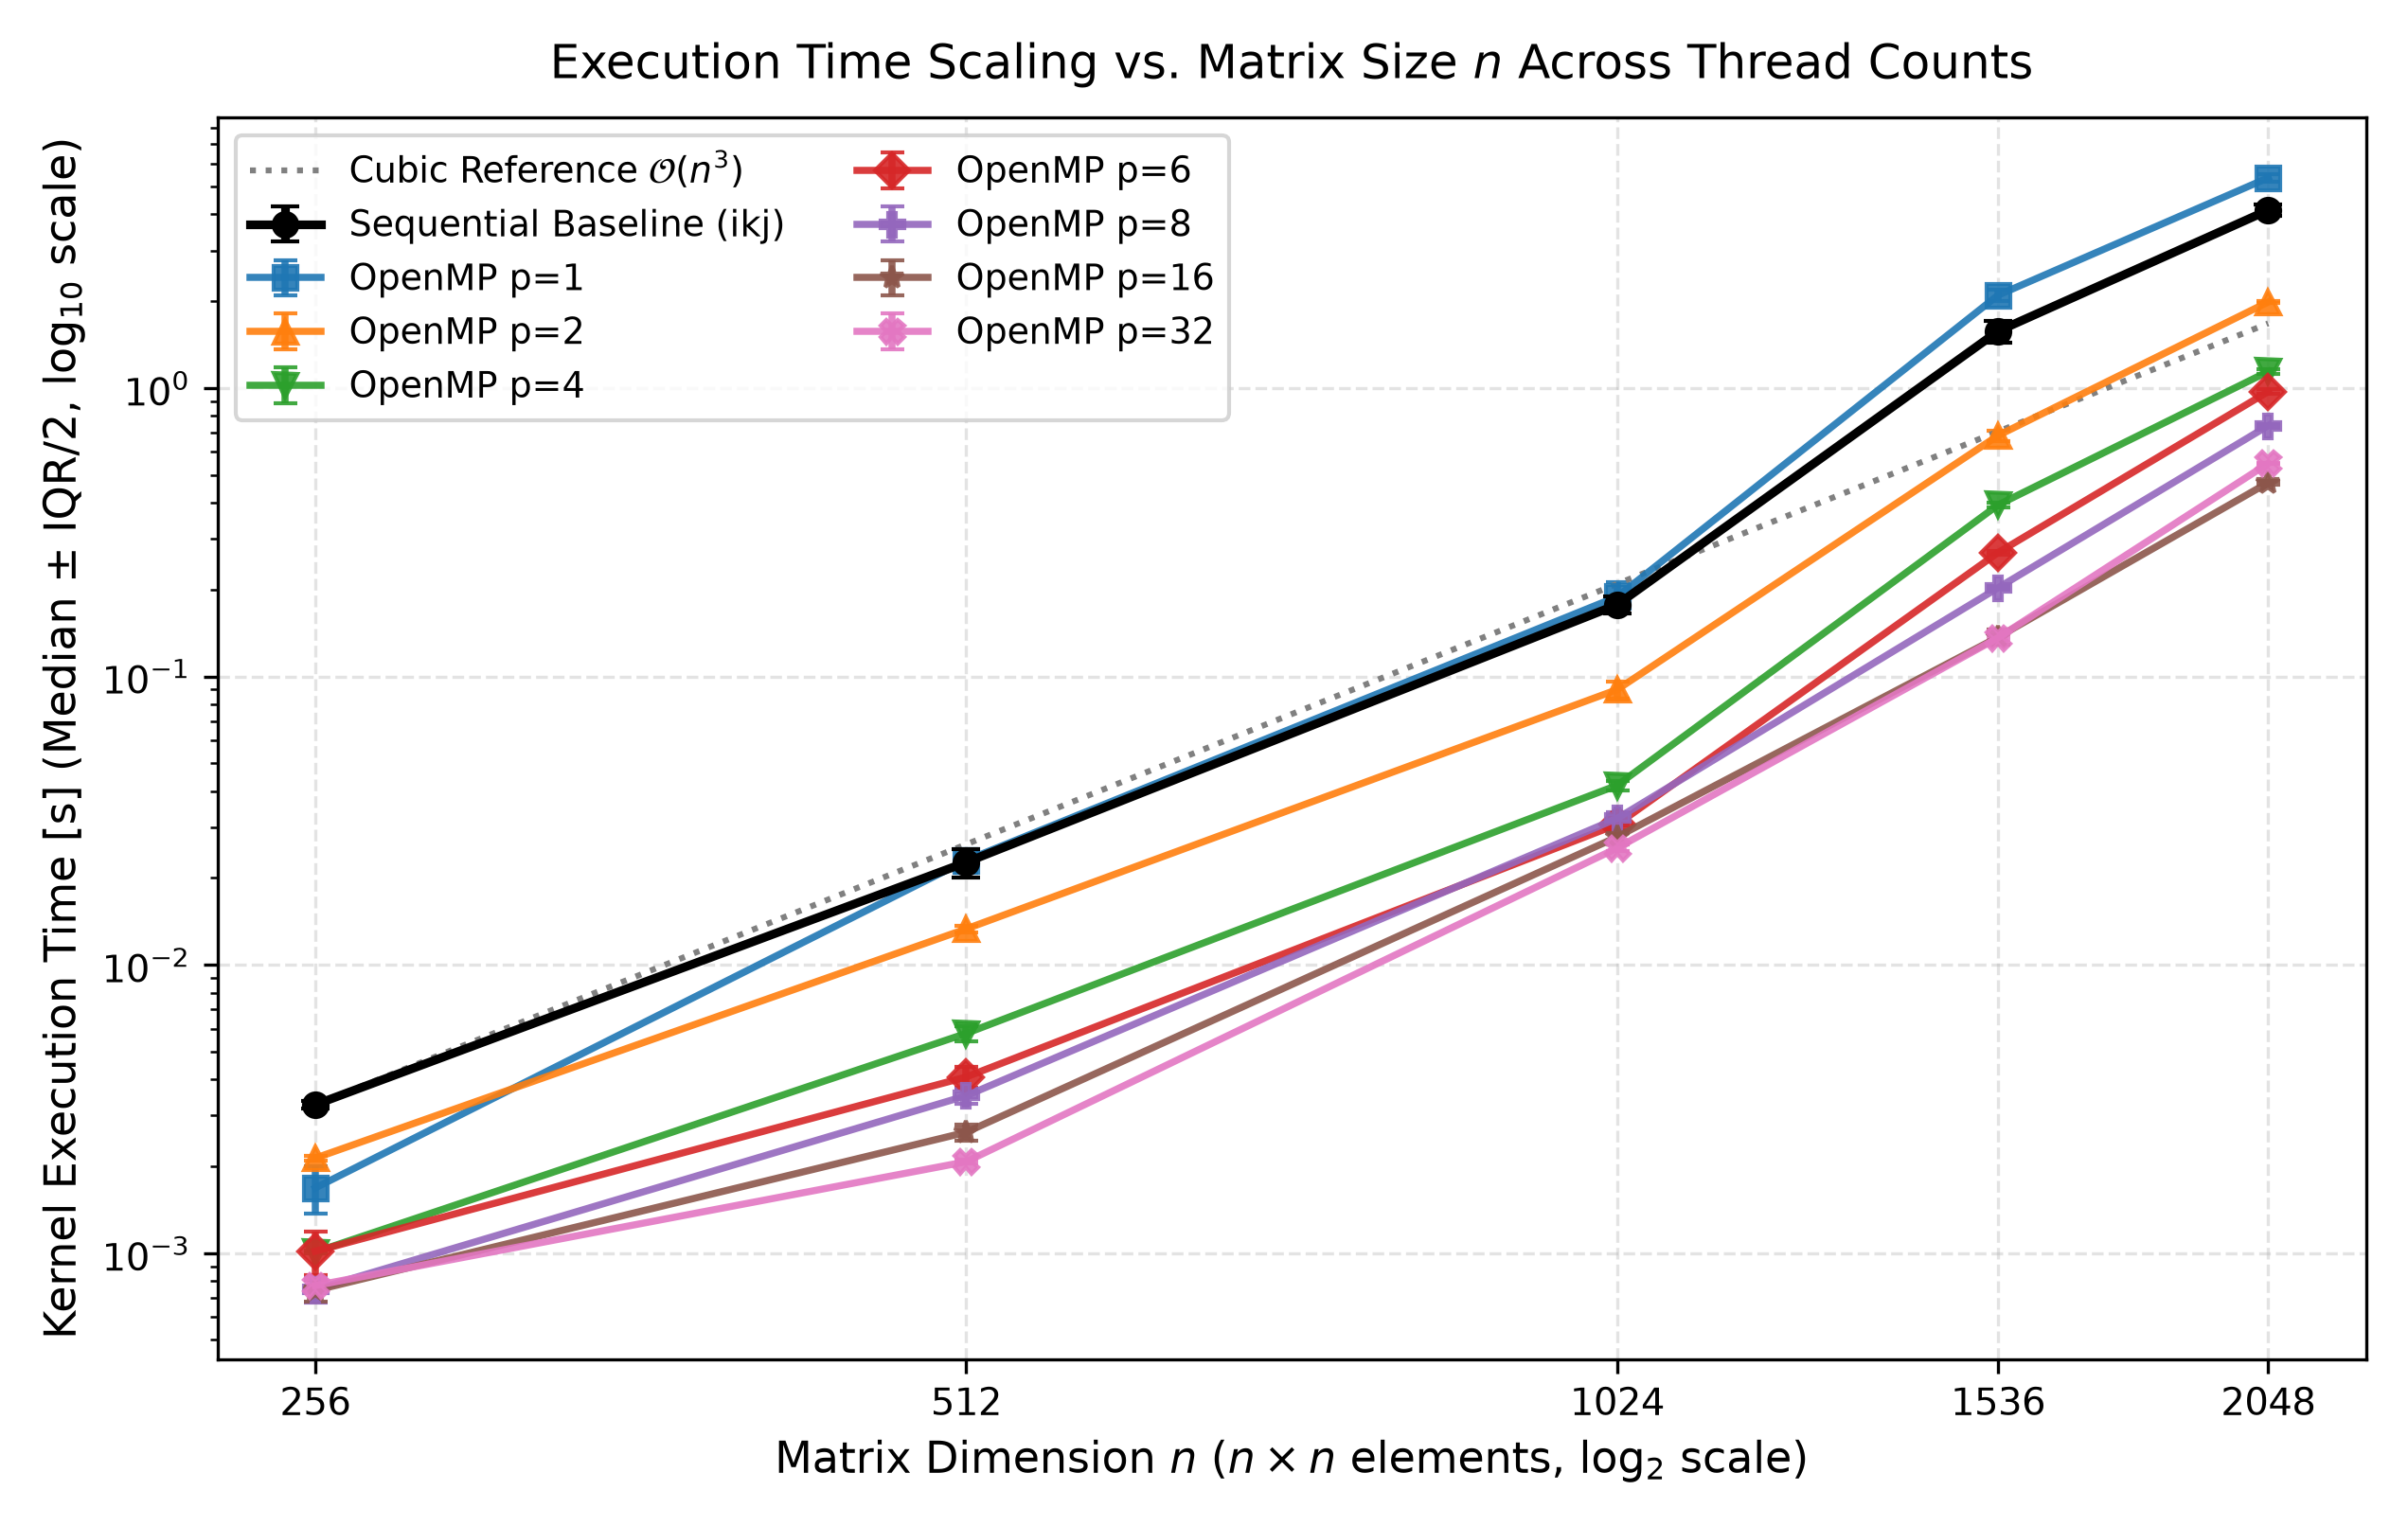 Execution Time Scaling vs. Matrix Size n Across Thread Counts
Kernel Execution Time [s] (Median ± IQR/2, log₁₀ scale)
Cubic Reference 𝒪(n³)
Sequential Baseline (ikj)
OpenMP p=1
OpenMP p=2
OpenMP p=4
OpenMP p=6
OpenMP p=8
OpenMP p=16
OpenMP p=32
10⁰
10⁻¹
10⁻²
10⁻³
256 512 1024 1536 2048
Matrix Dimension n (n × n elements, log₂ scale)